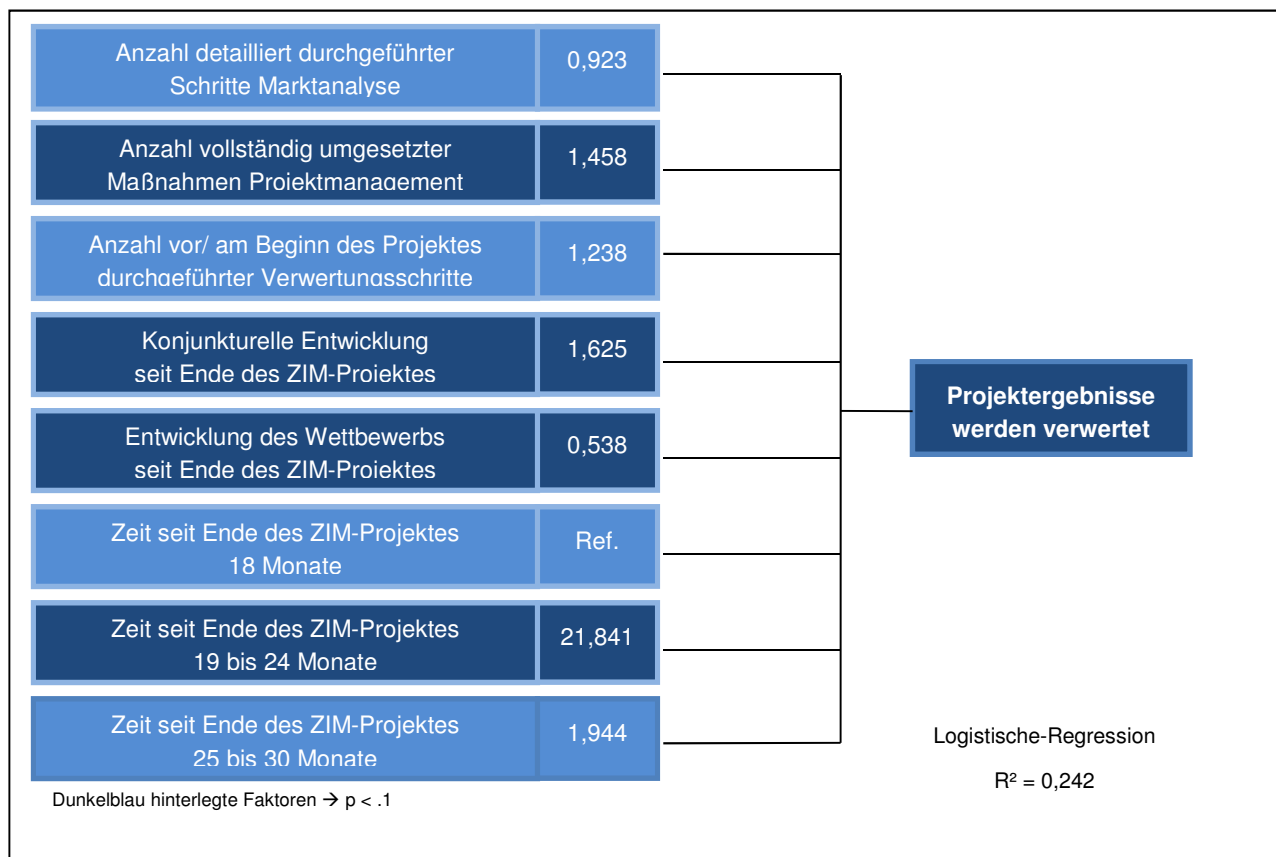 Anzahl detailliert durchgeführter
Schritte Marktanalyse
0,923
Anzahl vollständig umgesetzter
Maßnahmen Projektmanagement
1,458
Anzahl vor/ am Beginn des Projektes
durchgeführter Verwertungsschritte
1,238
Konjunkturelle Entwicklung
seit Ende des ZIM-Projektes
1,625
Entwicklung des Wettbewerbs
seit Ende des ZIM-Projektes
0,538
Zeit seit Ende des ZIM-Projektes
18 Monate
Ref.
Zeit seit Ende des ZIM-Projektes
19 bis 24 Monate
21,841
Zeit seit Ende des ZIM-Projektes
25 bis 30 Monate
1,944
Projektergebnisse
werden verwertet
Logistische-Regression
R² = 0,242
Dunkelblau hinterlegte Faktoren → p < .1